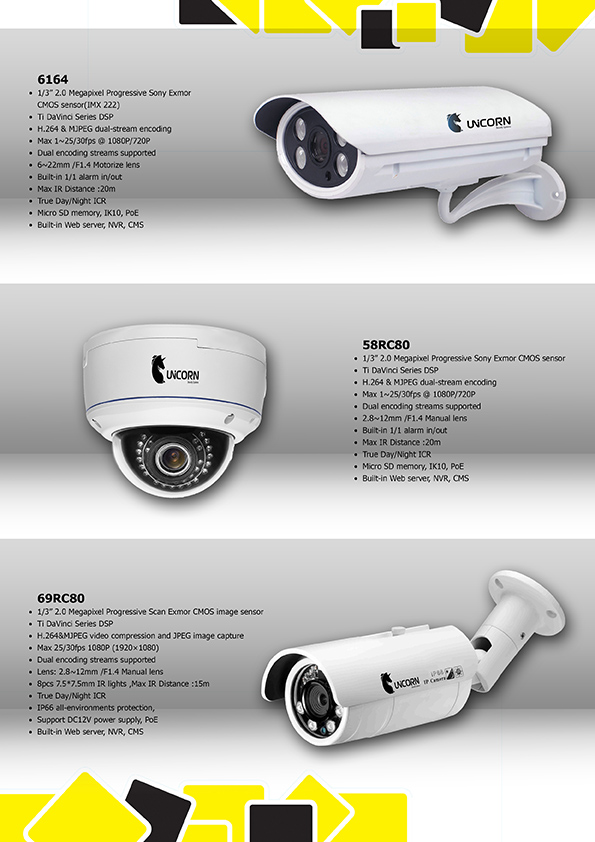 6164
• 1/3” 2.0 Megapixel Progressive Sony Exmor
CMOS sensor(IMX 222)
• Ti DaVinci Series DSP
• H.264 & MJPEG dual-stream encoding
• Max 1~25/30fps @ 1080P/720P
• Dual encoding streams supported
• 6~22mm /F1.4 Motorize lens
• Built-in 1/1 alarm in/out
• Max IR Distance :20m
• True Day/Night ICR
• Micro SD memory, IK10, PoE
• Built-in Web server, NVR, CMS
UNCORN
UNCORN
58RC80
• 1/3” 2.0 Megapixel Progressive Sony Exmor CMOS sensor
• Ti DaVinci Series DSP
• H.264 & MJPEG dual-stream encoding
• Max 1~25/30fps @ 1080P/720P
• Dual encoding streams supported
• 2.8~12mm /F1.4 Manual lens
• Built-in 1/1 alarm in/out
• Max IR Distance :20m
• True Day/Night ICR
• Micro SD memory, IK10, PoE
• Built-in Web server, NVR, CMS
69RC80
• 1/3” 2.0 Megapixel Progressive Scan Exmor CMOS image sensor
• Ti DaVinci Series DSP
• H.264&MJPEG video compression and JPEG image capture
• Max 25/30fps 1080P (1920×1080)
• Dual encoding streams supported
• Lens: 2.8~12mm /F1.4 Manual lens
• 8pcs 7.5*7.5mm IR lights ,Max IR Distance :15m
• True Day/Night ICR
• IP66 all-environments protection,
• Support DC12V power supply, PoE
• Built-in Web server, NVR, CMS
UNCORN
IP66
IP Camera